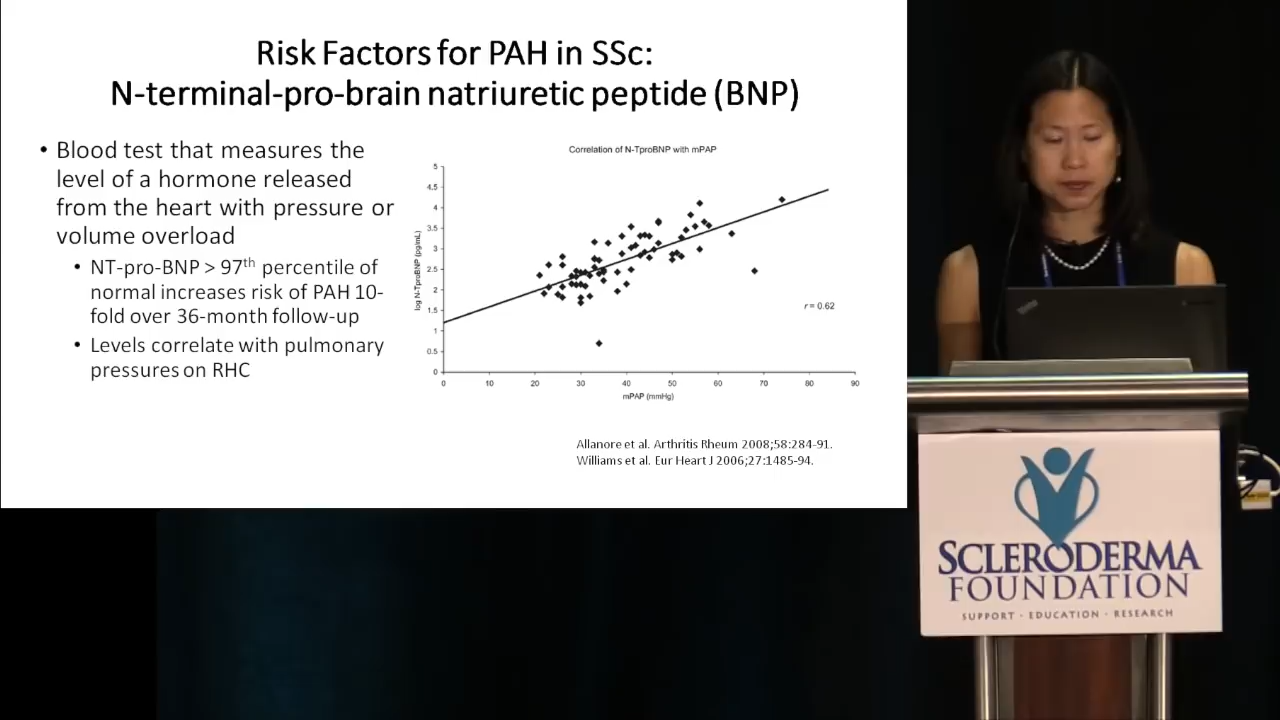 Risk Factors for PAH in SSc:
N-terminal-pro-brain natriuretic peptide (BNP)
• Blood test that measures the
level of a hormone released
from the heart with pressure or
volume overload
• NT-pro-BNP > 97th percentile of
normal increases risk of PAH 10-
fold over 36-month follow-up
• Levels correlate with pulmonary
pressures on RHC
Correlation of N-TproBNP with mPAP
log N-TproBNP (pg/mL)
5
4.5
4
3.5
3
2.5
2
1.5
1
0.5
0
r = 0.62
0 10 20 30 40 50 60 70 80 90
mPAP (mmHg)
Allanore et al. Arthritis Rheum 2008;58:284-91.
Williams et al. Eur Heart J 2006;27:1485-94.
ThinkPad
SCLERODERMA
FOUNDATION
SUPPORT · EDUCATION · RESEARCH